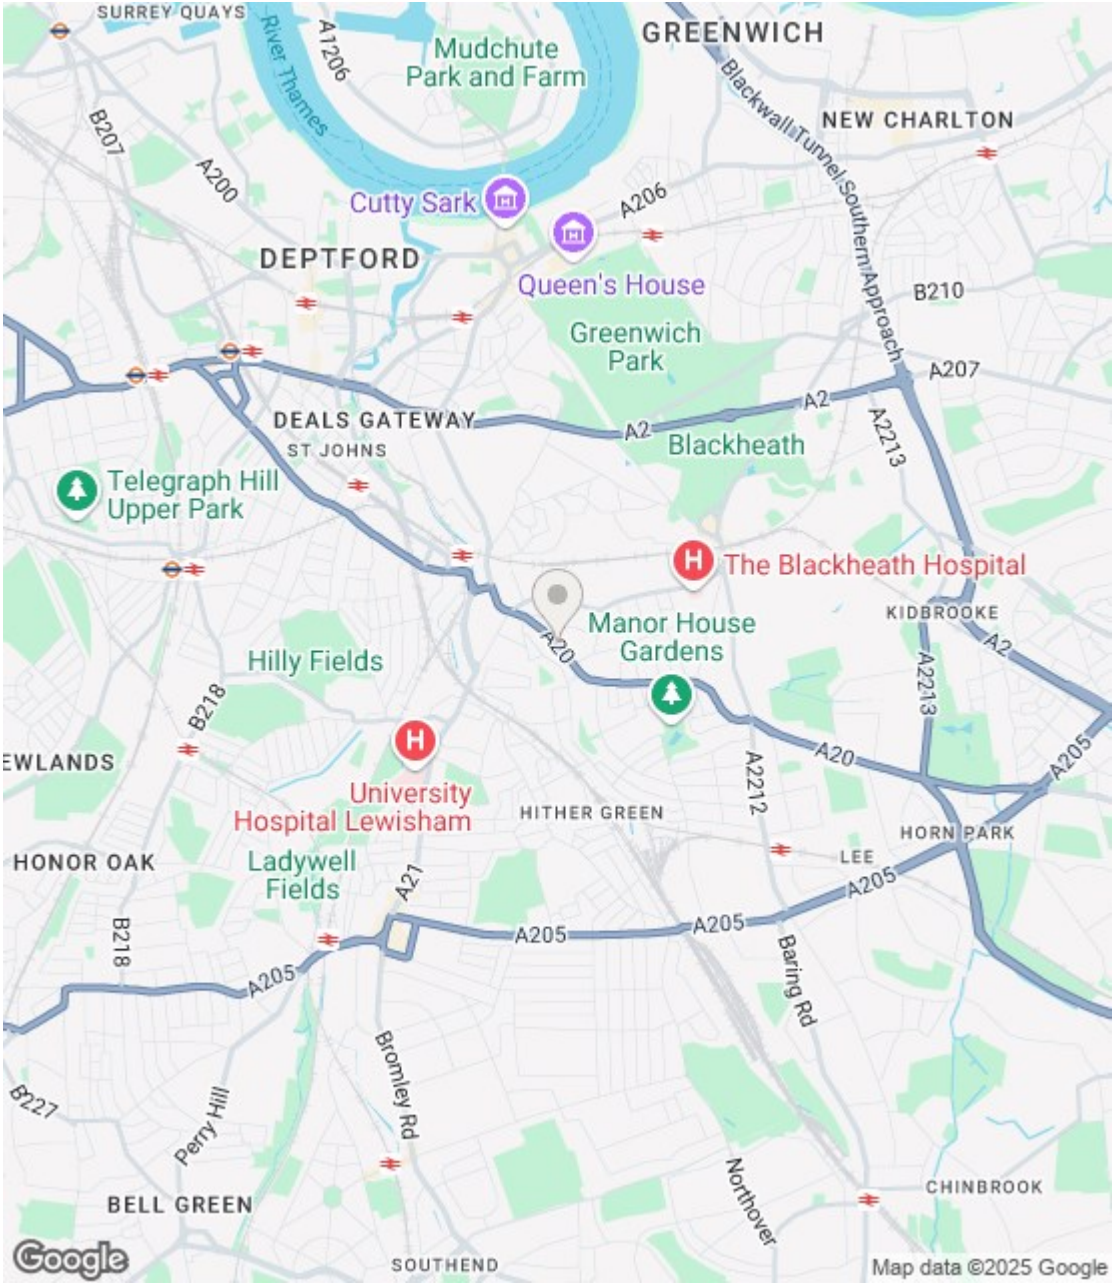 SURREY QUAYS
River Thames
A1206
Mudchute
Park and Farm
GREENWICH
Blackwall Tunnel Southern Approach
NEW CHARLTON
B207
A200
Cutty Sark
A206
DEPTFORD
Queen's House
B210
Greenwich
Park
A207
A2
A2
DEALS GATEWAY
ST JOHNS
Blackheath
A2213
Telegraph Hill
Upper Park
H
The Blackheath Hospital
KIDBROOKE
A20
Manor House
Gardens
A2
Hilly Fields
A2213
B218
H
EWLANDS
A20
A205
A2212
University
Hospital Lewisham
HITHER GREEN
HORN PARK
HONOR OAK
Ladywell
Fields
LEE
A21
A205
B218
A205
A205
A205
Baring Rd
Bromley Rd
B227
Perry Hill
Northover
CHINBROOK
BELL GREEN
SOUTHEND
Google
Map data ©2025 Google